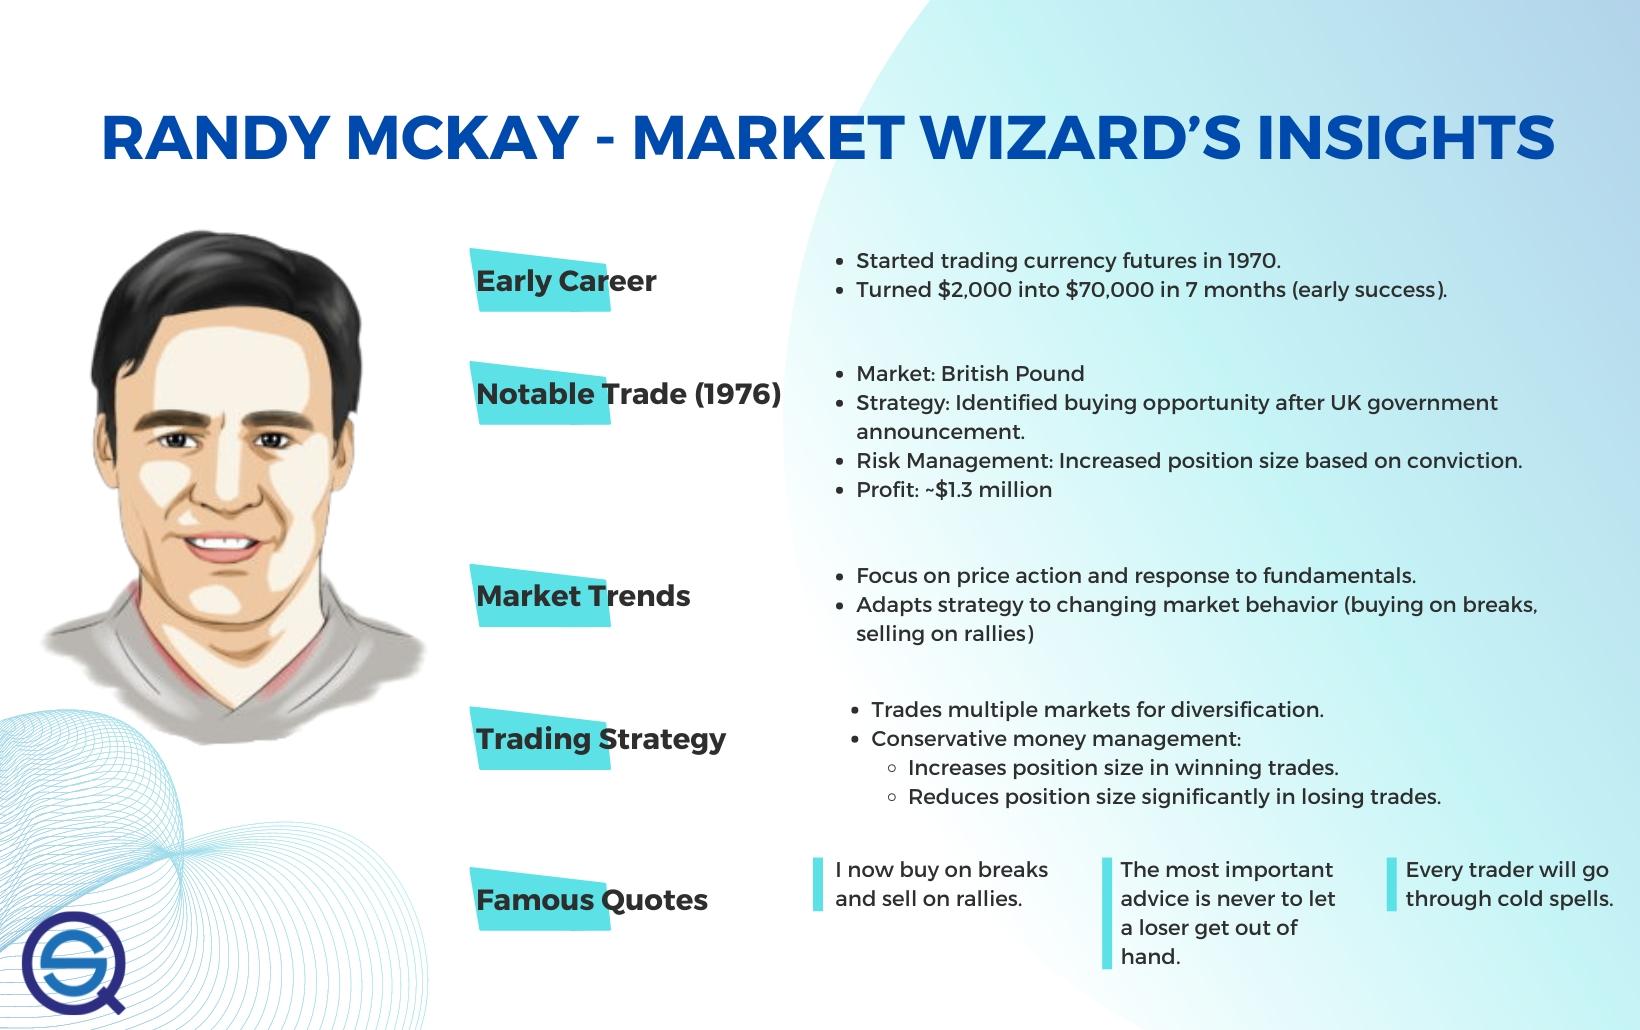 RANDY MCKAY - MARKET WIZARD’S INSIGHTS
Early Career
• Started trading currency futures in 1970.
• Turned $2,000 into $70,000 in 7 months (early success).
Notable Trade (1976)
• Market: British Pound
• Strategy: Identified buying opportunity after UK government
announcement.
• Risk Management: Increased position size based on conviction.
• Profit: ~$1.3 million
Market Trends
• Focus on price action and response to fundamentals.
• Adapts strategy to changing market behavior (buying on breaks,
selling on rallies)
Trading Strategy
• Trades multiple markets for diversification.
• Conservative money management:
○ Increases position size in winning trades.
○ Reduces position size significantly in losing trades.
Famous Quotes
I now buy on breaks
and sell on rallies.
The most important
advice is never to let
a loser get out of
hand.
Every trader will go
through cold spells.
SQ